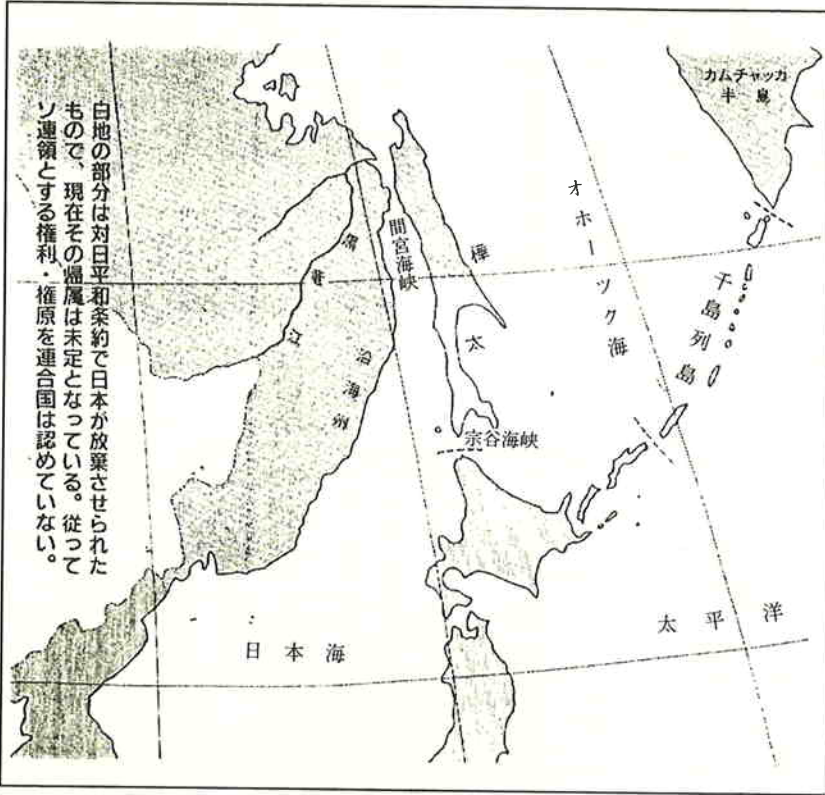 カムチャッカ
半島
オホーツク海
千島列島
樺太
間宮海峡
黒竜江
沿海州
宗谷海峡
日本海
太平洋
白地の部分は対日平和条約で日本が放棄させられた
もので、現在その帰属は未定となっている。従って
ソ連領とする権利・権原を連合国は認めていない。